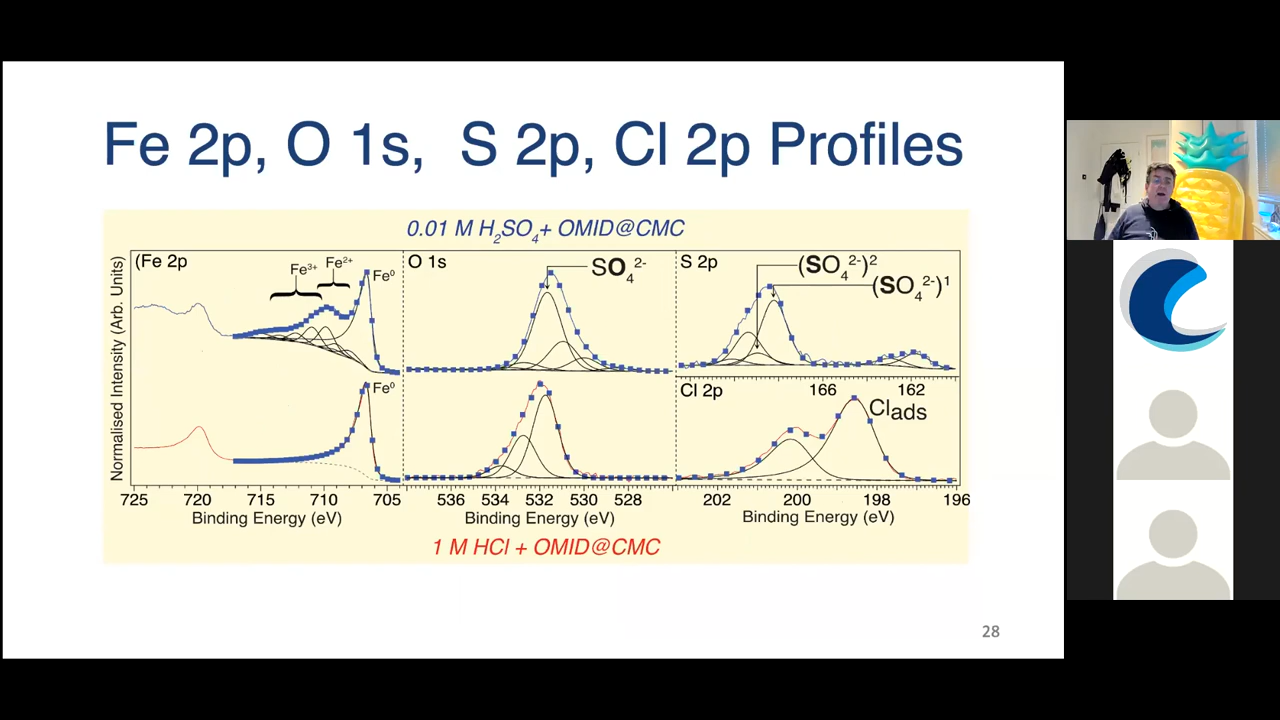 Fe 2p, O 1s, S 2p, Cl 2p Profiles
0.01 M H₂SO₄+ OMID@CMC
Normalised Intensity (Arb. Units)
(Fe 2p
Fe³⁺
Fe²⁺
Fe⁰
O 1s
SO₄²⁻
S 2p
(SO₄²⁻)²
(SO₄²⁻)¹
166
162
Fe⁰
Cl 2p
Clads
725 720 715 710 705
536 534 532 530 528
202 200 198 196
Binding Energy (eV)
Binding Energy (eV)
Binding Energy (eV)
1 M HCl + OMID@CMC
28